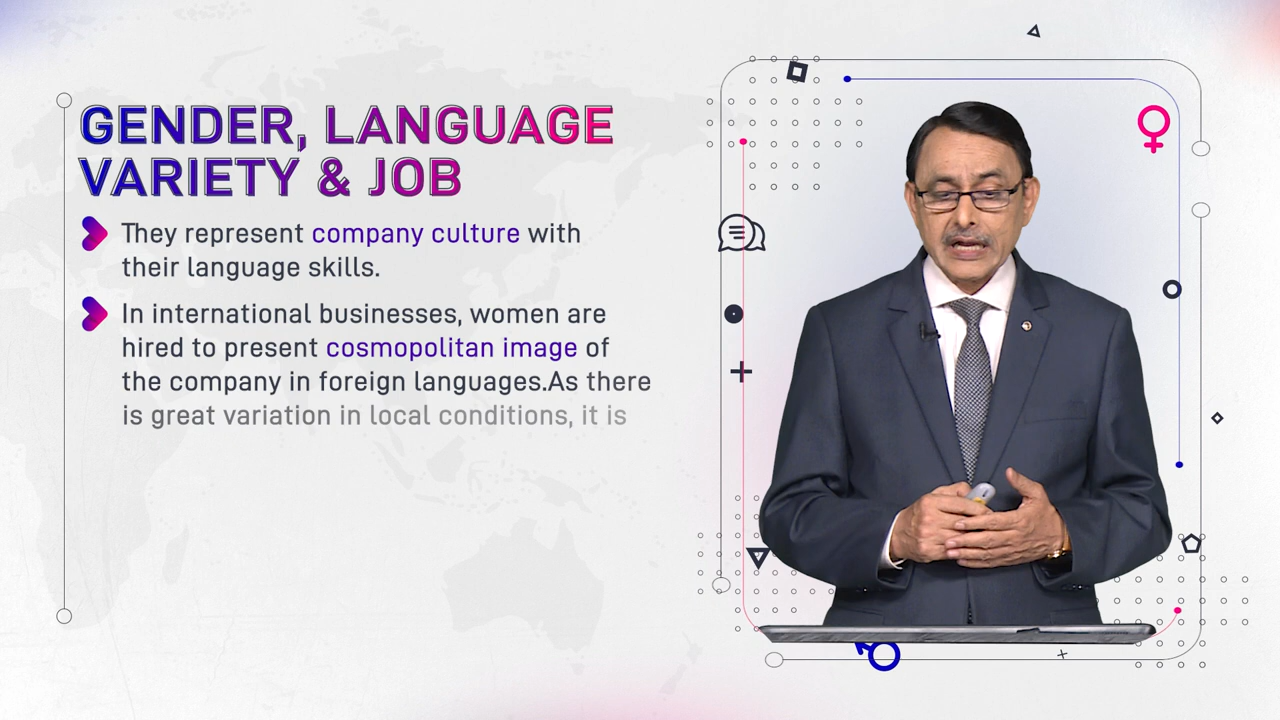 GENDER, LANGUAGE
VARIETY & JOB
They represent company culture with
their language skills.
In international businesses, women are
hired to present cosmopolitan image of
the company in foreign languages.As there
is great variation in local conditions, it is